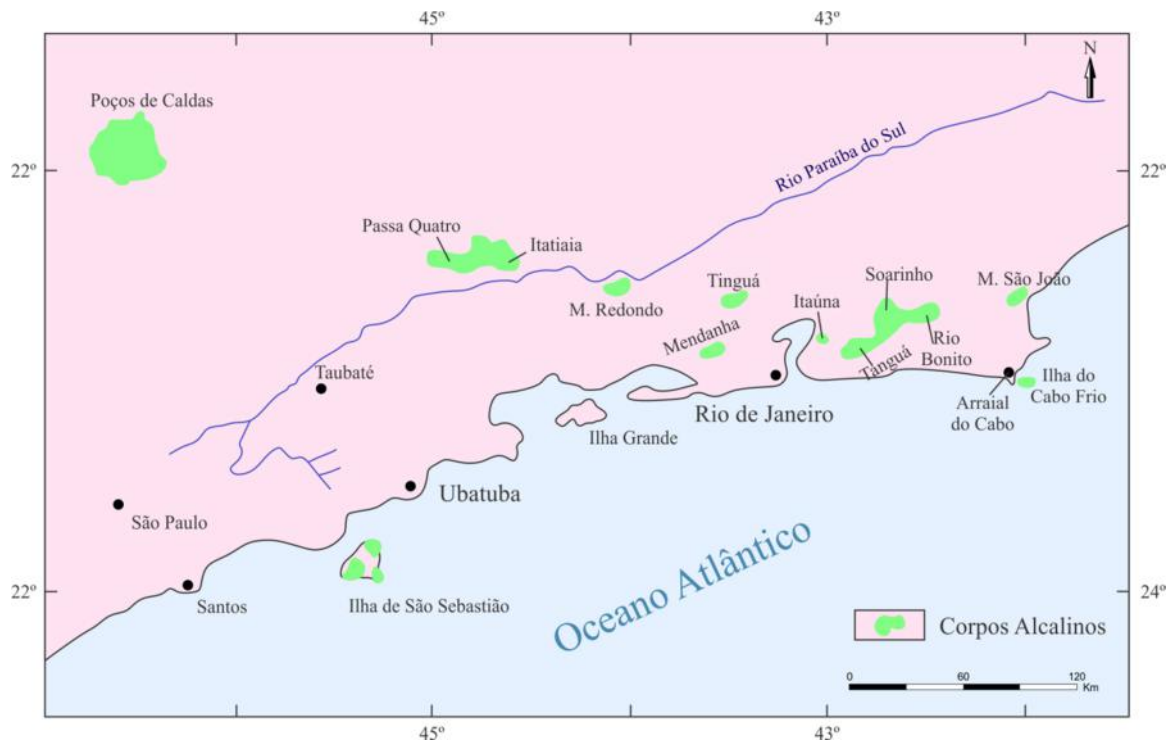 45º
43º
N
Poços de Caldas
Rio Paraíba do Sul
22º
22º
Passa Quatro
Itatiaia
Soarinho
M. São João
Tinguá
Itaúna
M. Redondo
Mendanha
Rio
Bonito
Tanguá
Taubaté
Ilha do
Cabo Frio
Arraial
do Cabo
Rio de Janeiro
Ilha Grande
Ubatuba
São Paulo
Oceano Atlântico
22º
24º
Santos
Ilha de São Sebastião
Corpos Alcalinos
0
60
120
Km
45º
43º